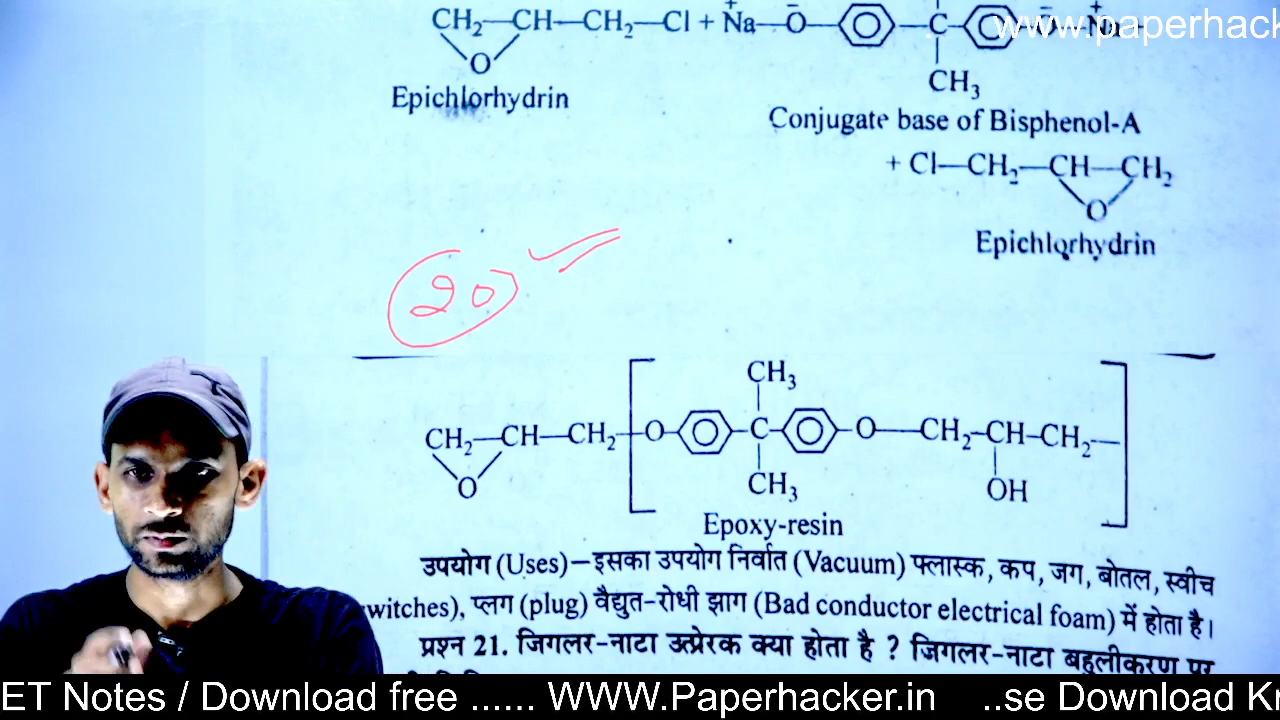 CH2—CH—CH2—Cl + Na—O— —C— O—Na
www.paperhack
O
CH3
Epichlorhydrin
Conjugate base of Bisphenol-A
+ Cl—CH2—CH—CH2
O
Epichlorhydrin
20
CH3
CH2—CH—CH2—O— —C— —O—CH2–CH–CH2—
O
CH3
OH
Epoxy-resin
उपयोग (Uses)—इसका उपयोग निर्वात (Vacuum) फ्लास्क, कप, जग, बोतल, स्वीच
witches), प्लग (plug) वैद्युत-रोधी झाग (Bad conductor electrical foam) में होता है।
प्रश्न 21. जिगलर-नाटा उत्प्रेरक क्या होता है ? जिगलर-नाटा बहुलीकरण पर
ET Notes / Download free ...... WWW.Paperhacker.in ..se Download Kr